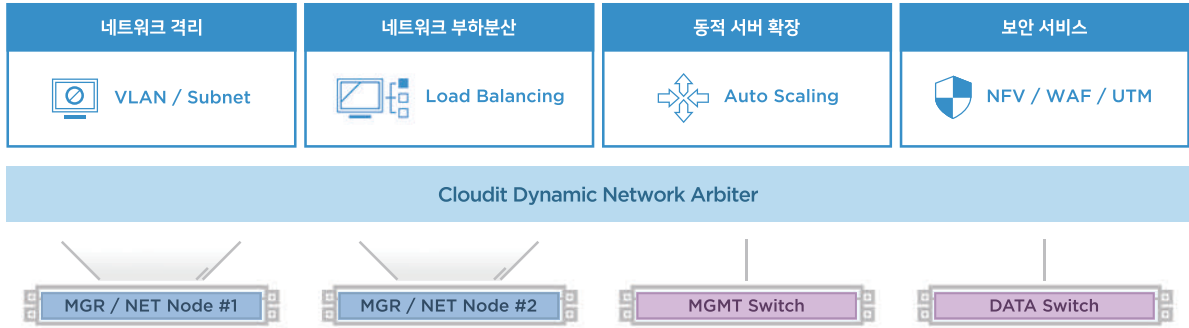 네트워크 격리
네트워크 부하분산
동적 서버 확장
보안 서비스
VLAN / Subnet
Load Balancing
Auto Scaling
NFV / WAF / UTM
Cloudit Dynamic Network Arbiter
MGR / NET Node #1
MGR / NET Node #2
MGMT Switch
DATA Switch